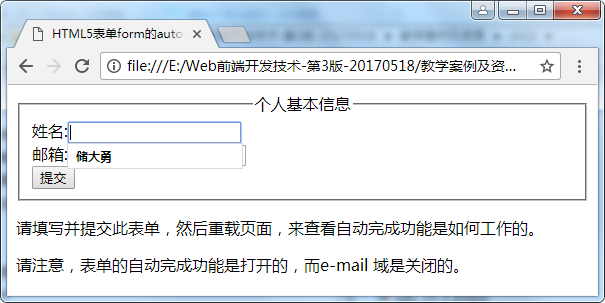 HTML5表单form的auto
file:///E:/Web前端开发技术-第3版-20170518/教学案例及资...
个人基本信息
姓名:
储大勇
邮箱:
提交
请填写并提交此表单，然后重载页面，来查看自动完成功能是如何工作的。
请注意，表单的自动完成功能是打开的，而e-mail 域是关闭的。